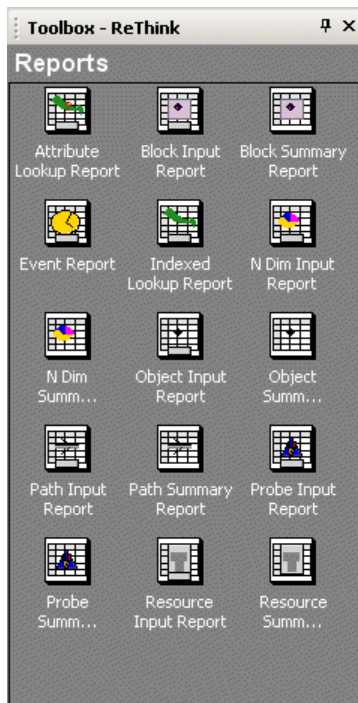 Toolbox - ReThink
Reports
Attribute
Lookup Report
Block Input
Report
Block Summary
Report
Event Report
Indexed
Lookup Report
N Dim Input
Report
N Dim
Summ...
Object Input
Report
Object
Summ...
Path Input
Report
Path Summary
Report
Probe Input
Report
Probe
Summ...
Resource
Input Report
Resource
Summ...